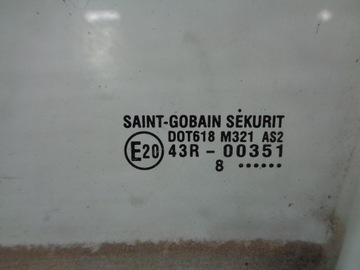 SAINT-GOBAIN SEKURIT
DOT618 M321 AS2
E20 43R - 00351
8 ••••••